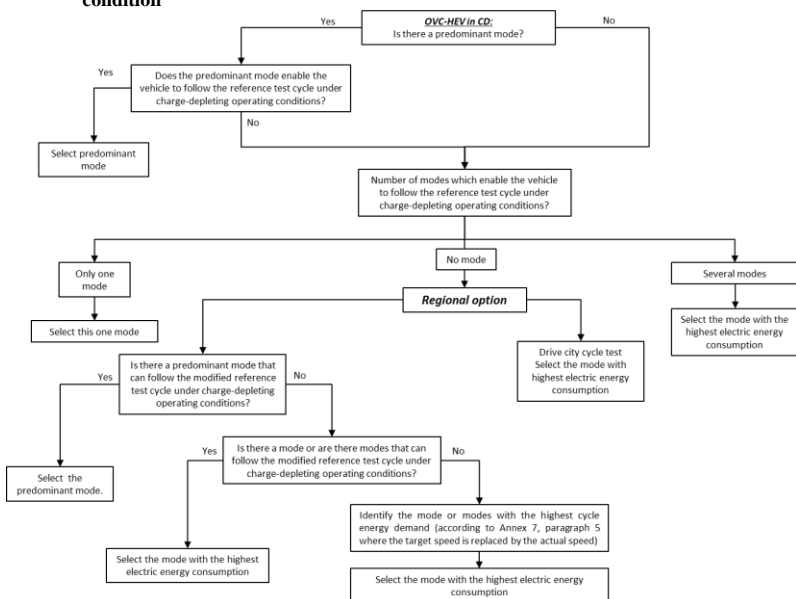 condition
OVC-HEV in CD:
Is there a predominant mode?
Yes
No
Does the predominant mode enable the
vehicle to follow the reference test cycle under
charge-depleting operating conditions?
Yes
No
Select predominant
mode
Number of modes which enable the vehicle
to follow the reference test cycle under
charge-depleting operating conditions?
Only one
mode
No mode
Several modes
Select this one mode
Regional option
Select the mode with the
highest electric energy
consumption
Drive city cycle test
Select the mode with
highest electric energy
consumption
Is there a predominant mode that
can follow the modified reference
test cycle under charge-depleting
operating conditions?
Yes
No
Select the
predominant mode.
Is there a mode or are there modes that can
follow the modified reference test cycle under
charge-depleting operating conditions?
Yes
No
Select the mode with the highest
electric energy consumption
Identify the mode or modes with the highest cycle
energy demand (according to Annex 7, paragraph 5
where the target speed is replaced by the actual speed)
Select the mode with the highest electric energy
consumption